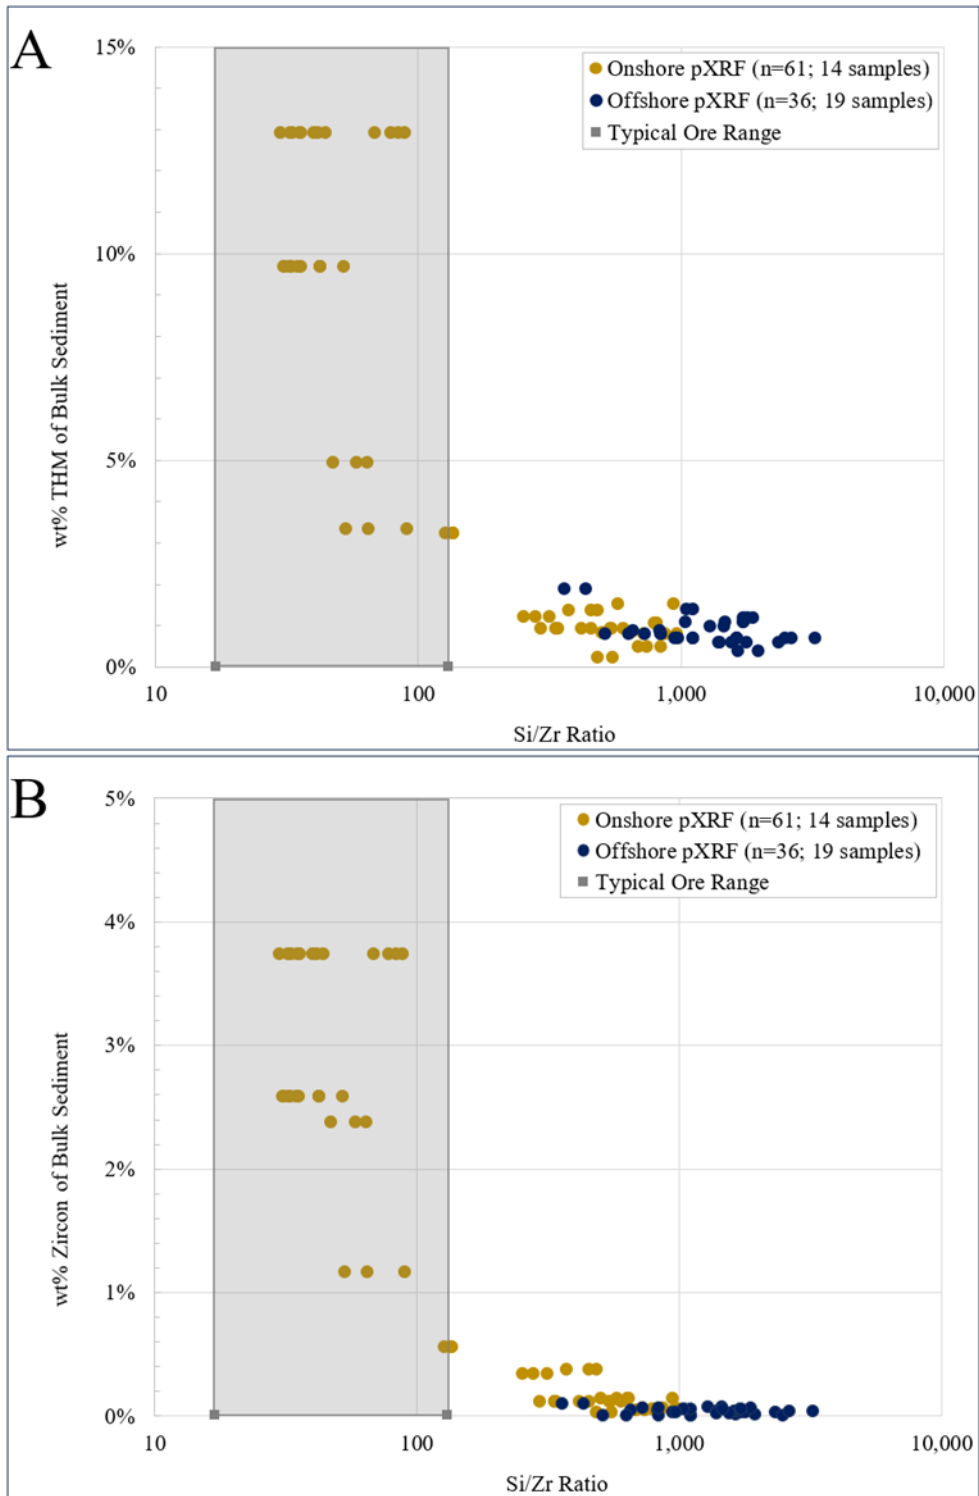 A
15%
Onshore pXRF (n=61; 14 samples)
Offshore pXRF (n=36; 19 samples)
Typical Ore Range
10%
wt% THM of Bulk Sediment
5%
0%
10 100 1,000 10,000
Si/Zr Ratio
B
5%
Onshore pXRF (n=61; 14 samples)
Offshore pXRF (n=36; 19 samples)
Typical Ore Range
4%
3%
wt% Zircon of Bulk Sediment
2%
1%
0%
10 100 1,000 10,000
Si/Zr Ratio